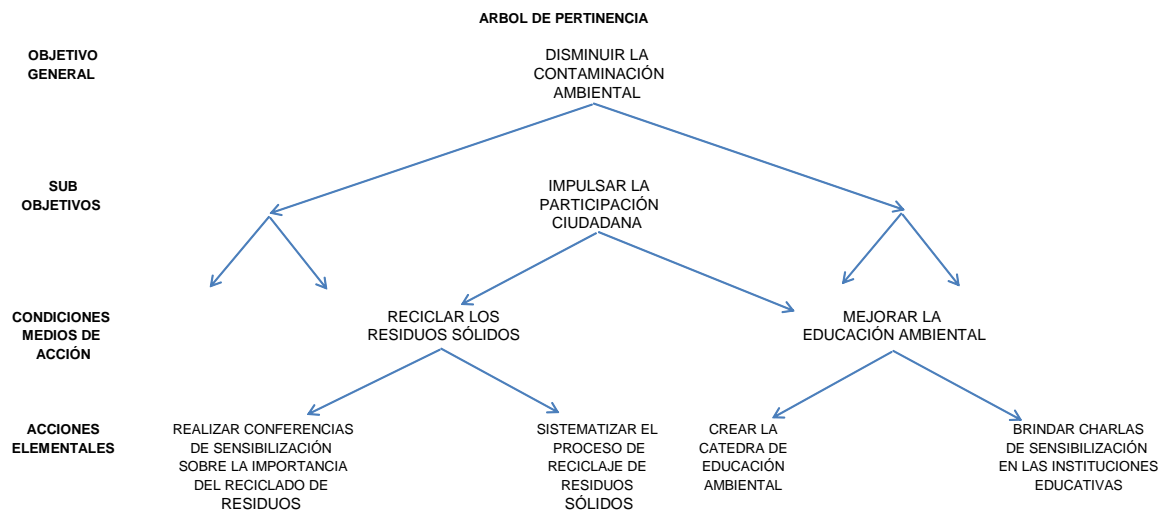 ARBOL DE PERTINENCIA
OBJETIVO
GENERAL
DISMINUIR LA
CONTAMINACIÓN
AMBIENTAL
SUB
OBJETIVOS
IMPULSAR LA
PARTICIPACIÓN
CIUDADANA
CONDICIONES
MEDIOS DE
ACCIÓN
RECICLAR LOS
RESIDUOS SÓLIDOS
MEJORAR LA
EDUCACIÓN AMBIENTAL
ACCIONES
ELEMENTALES
REALIZAR CONFERENCIAS
DE SENSIBILIZACIÓN
SOBRE LA IMPORTANCIA
DEL RECICLADO DE
RESIDUOS
SISTEMATIZAR EL
PROCESO DE
RECICLAJE DE
RESIDUOS
SÓLIDOS
CREAR LA
CATEDRA DE
EDUCACIÓN
AMBIENTAL
BRINDAR CHARLAS
DE SENSIBILIZACIÓN
EN LAS INSTITUCIONES
EDUCATIVAS